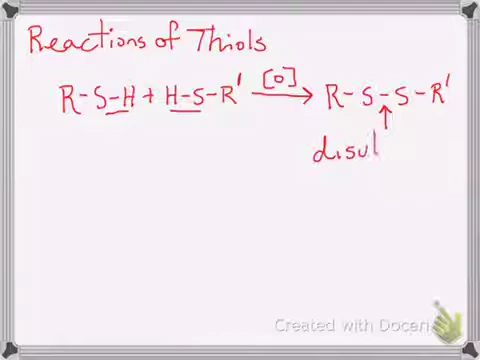 Reactions of Thiols
R-S-H + H-S-R' [O] R-S-S-R'
disul
Created with Doceri